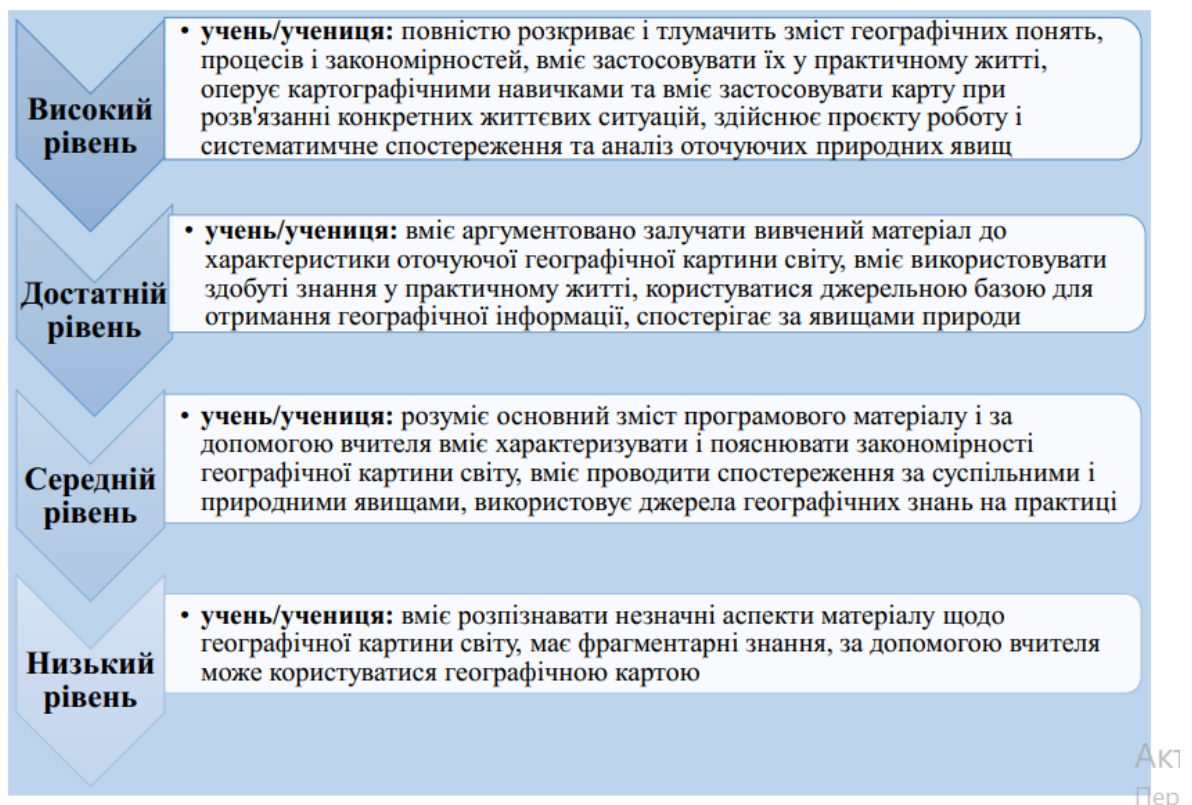 Високий
рівень
• учень/учениця: повністю розкриває і тлумачить зміст географічних понять,
процесів і закономірностей, вміє застосовувати їх у практичному житті,
оперує картографічними навичками та вміє застосовувати карту при
розв'язанні конкретних життєвих ситуацій, здійснює проєкту роботу і
систематимчне спостереження та аналіз оточуючих природних явищ
Достатній
рівень
• учень/учениця: вміє аргументовано залучати вивчений матеріал до
характеристики оточуючої географічної картини світу, вміє використовувати
здобуті знання у практичному житті, користуватися джерельною базою для
отримання географічної інформації, спостерігає за явищами природи
Середній
рівень
• учень/учениця: розуміє основний зміст програмового матеріалу і за
допомогою вчителя вміє характеризувати і пояснювати закономірності
географічної картини світу, вміє проводити спостереження за суспільними і
природними явищами, використовує джерела географічних знань на практиці
Низький
рівень
• учень/учениця: вміє розпізнавати незначні аспекти матеріалу щодо
географічної картини світу, має фрагментарні знання, за допомогою вчителя
може користуватися географічною картою